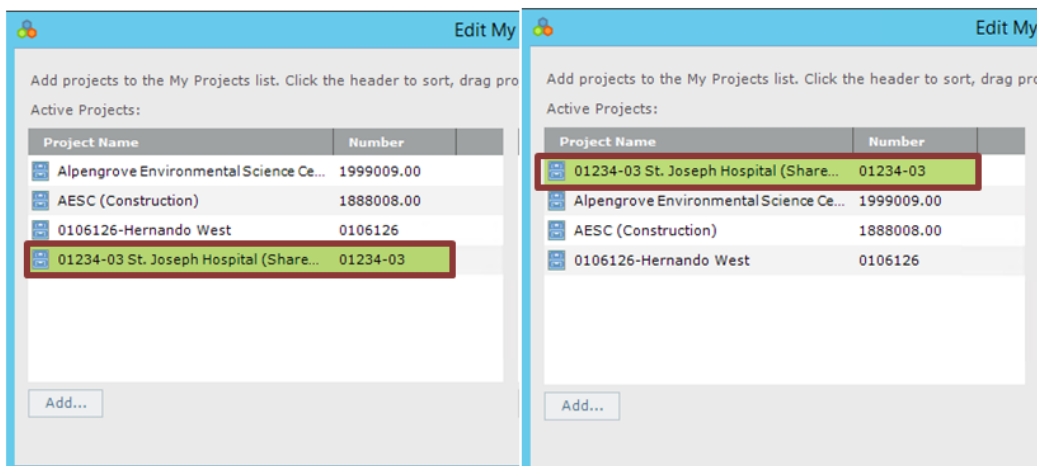 Edit My
Add projects to the My Projects list. Click the header to sort, drag pro
Active Projects:
Project Name Number
Alpengrove Environmental Science Ce... 1999009.00
AESC (Construction) 1888008.00
0106126-Hernando West 0106126
01234-03 St. Joseph Hospital (Share... 01234-03
Add...
Edit My
Add projects to the My Projects list. Click the header to sort, drag pro
Active Projects:
Project Name Number
01234-03 St. Joseph Hospital (Share... 01234-03
Alpengrove Environmental Science Ce... 1999009.00
AESC (Construction) 1888008.00
0106126-Hernando West 0106126
Add...